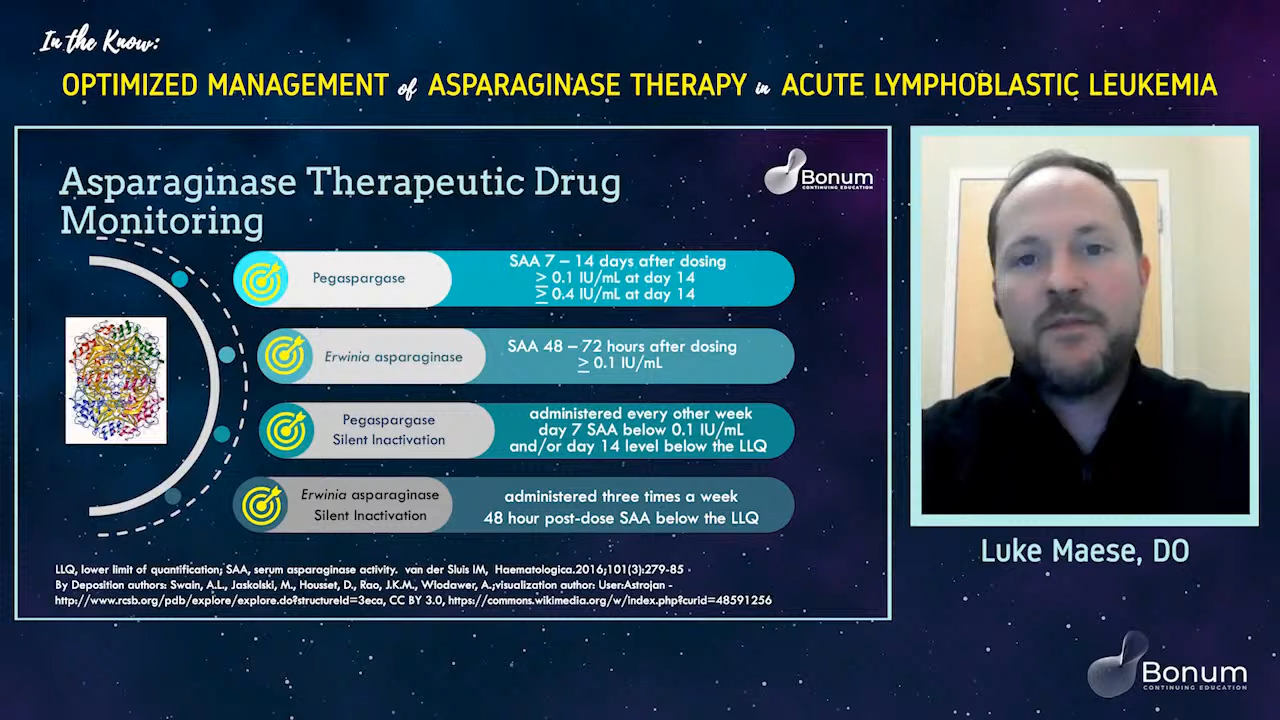 In the Know:
OPTIMIZED MANAGEMENT of ASPARAGINASE THERAPY in ACUTE LYMPHOBLASTIC LEUKEMIA
Asparaginase Therapeutic Drug
Monitoring
Bonum
CONTINUING EDUCATION
Pegaspargase
SAA 7 – 14 days after dosing
≥ 0.1 IU/mL at day 14
≥ 0.4 IU/mL at day 14
Erwinia asparaginase
SAA 48 – 72 hours after dosing
≥ 0.1 IU/mL
Pegaspargase
Silent Inactivation
administered every other week
day 7 SAA below 0.1 IU/mL
and/or day 14 level below the LLQ
Erwinia asparaginase
Silent Inactivation
administered three times a week
48 hour post-dose SAA below the LLQ
LLQ, lower limit of quantification; SAA, serum asparaginase activity. van der Sluis IM, Haematologica.2016;101(3):279-85
By Deposition authors: Swain, A.L., Jaskolski, M., Housset, D., Rao, J.K.M., Wlodawer, A.;visualization author: User:Astrojan -
http://www.rcsb.org/pdb/explore/explore.do?structureId=3eca, CC BY 3.0, https://commons.wikimedia.org/w/index.php?curid=48591256
Luke Maese, DO
Bonum
CONTINUING EDUCATION